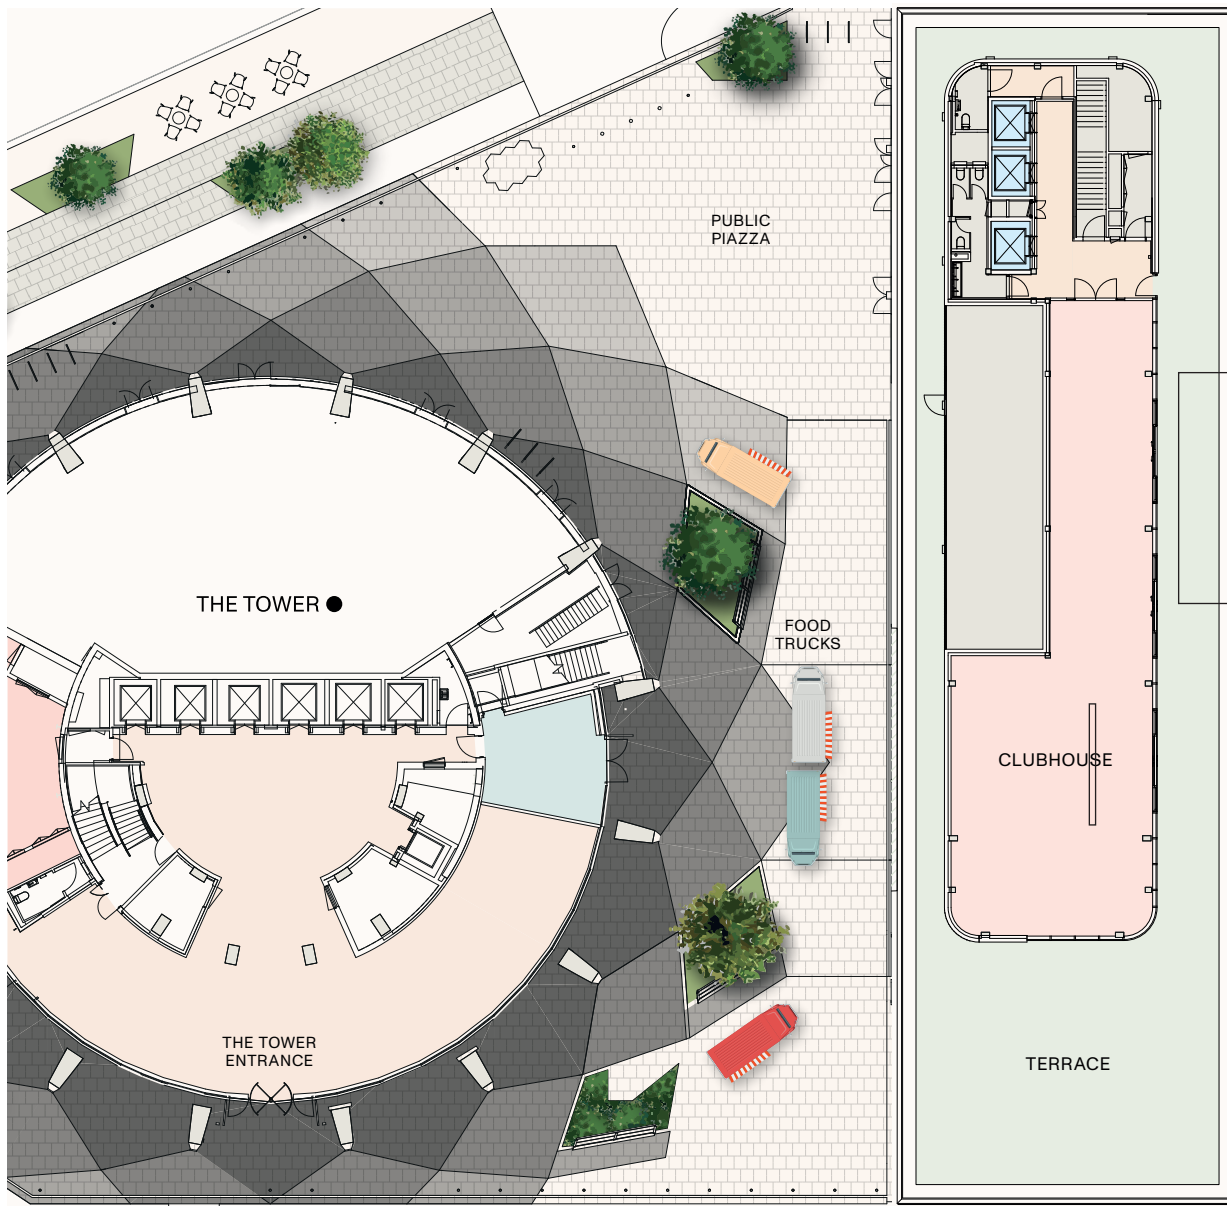 PUBLIC
PIAZZA
THE TOWER
FOOD
TRUCKS
CLUBHOUSE
THE TOWER
ENTRANCE
TERRACE